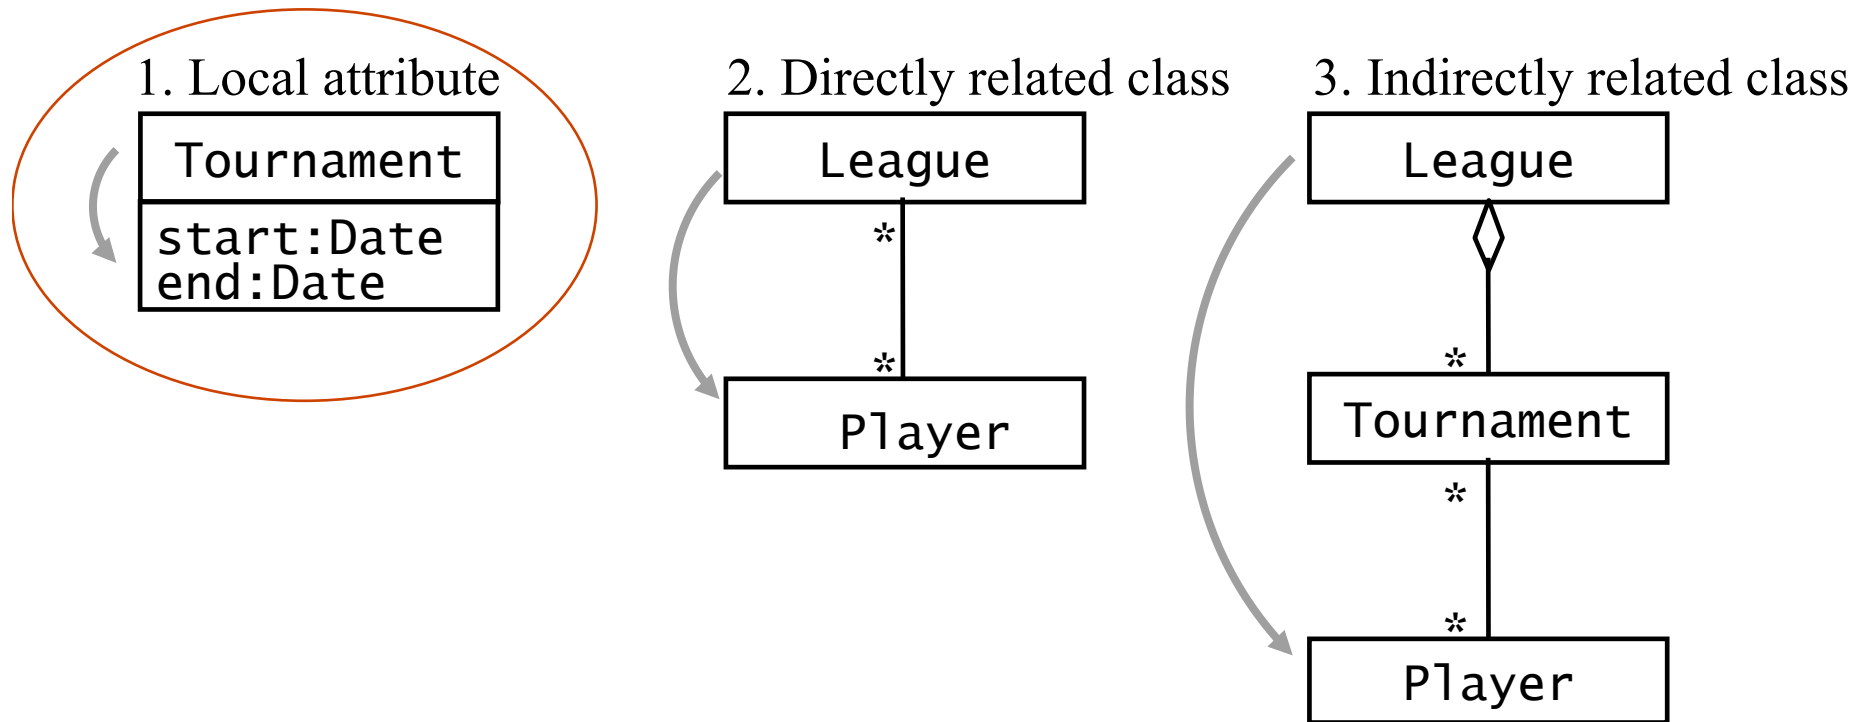 1. Local attribute
Tournament
start:Date
end:Date
2. Directly related class
League
*
*
Player
3. Indirectly related class
League
*
Tournament
*
*
Player